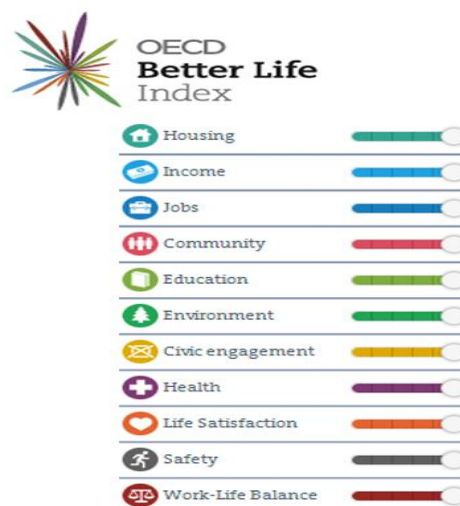 OECD
Better Life
Index
Housing
Income
Jobs
Community
Education
Environment
Civic engagement
Health
Life Satisfaction
Safety
Work-Life Balance